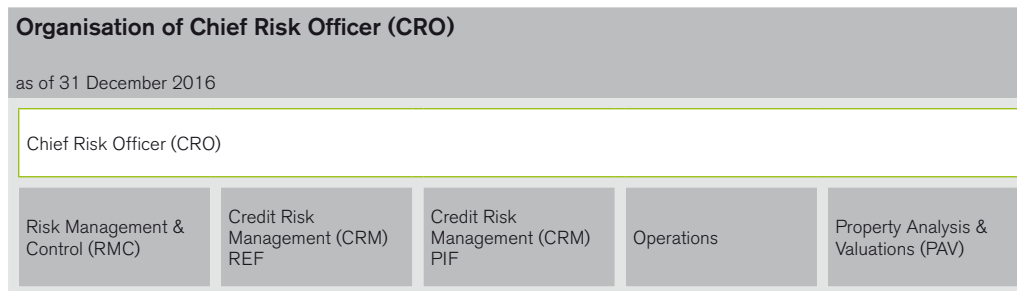 Organisation of Chief Risk Officer (CRO)
as of 31 December 2016
Chief Risk Officer (CRO)
Risk Management &
Control (RMC)
Credit Risk
Management (CRM)
REF
Credit Risk
Management (CRM)
PIF
Operations
Property Analysis &
Valuations (PAV)